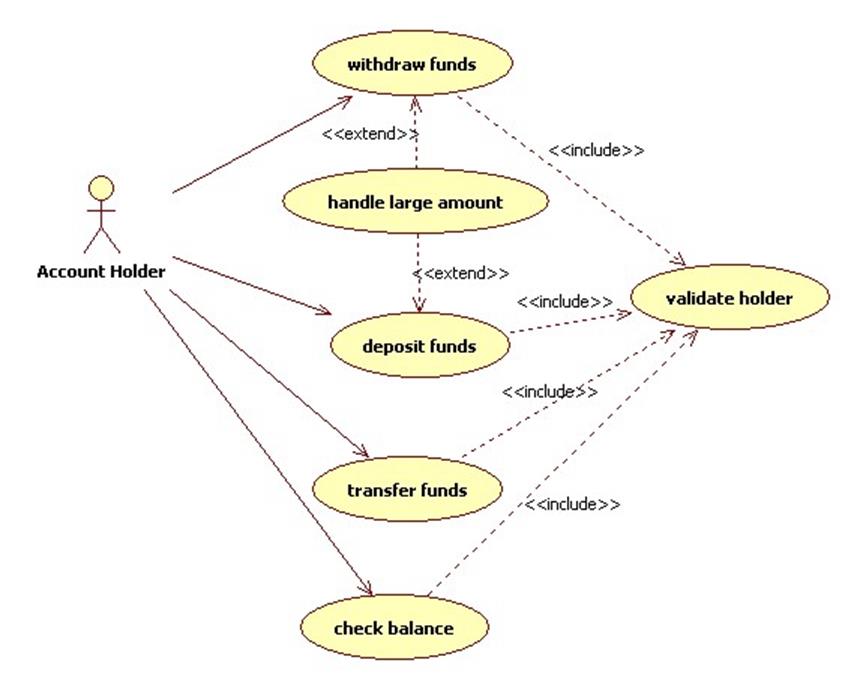 withdraw funds
<<extend>>
<<include>>
handle large amount
Account Holder
<<extend>>
<<include>>
validate holder
deposit funds
<<include>>
transfer funds
<<include>>
check balance